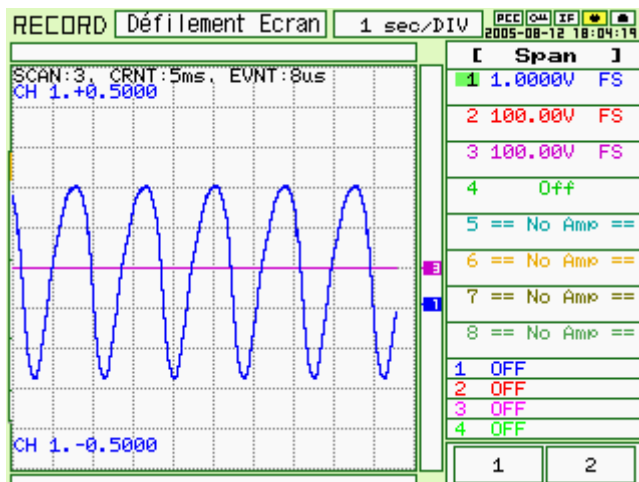 RECORD Défilement Ecran 1 sec/DIV PCC IF
2005-08-12 18:04:19
SCAN:3, CRNT:5ms, EVNT:8us
CH 1.+0.5000
CH 1.-0.5000
3
1
[ Span ]
1 1.0000V FS
2 100.00V FS
3 100.00V FS
4 Off
5 == No Amp ==
6 == No Amp ==
7 == No Amp ==
8 == No Amp ==
1 OFF
2 OFF
3 OFF
4 OFF
1 2